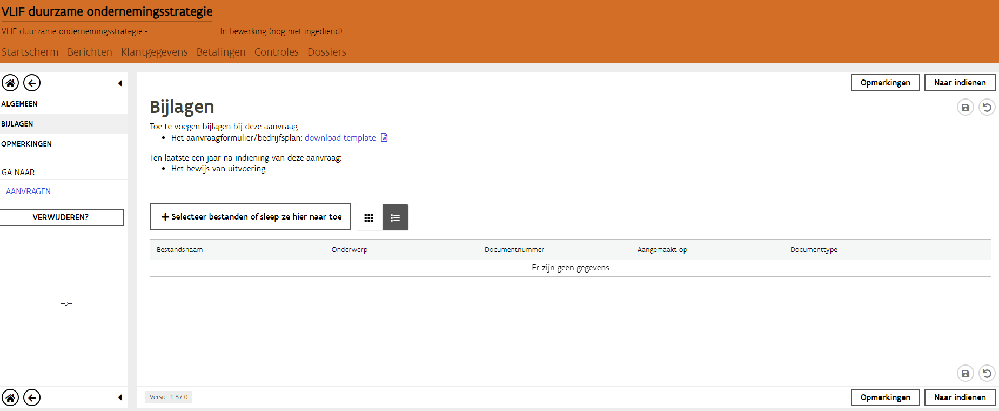 VLIF duurzame ondernemingsstrategie
VLIF duurzame ondernemingsstrategie - In bewerking (nog niet ingediend)
Startscherm Berichten Klantgegevens Betalingen Controles Dossiers
Opmerkingen Naar indienen
ALGEMEEN
BIJLAGEN
OPMERKINGEN
GA NAAR
AANVRAGEN
VERWIJDEREN?
Bijlagen
Toe te voegen bijlagen bij deze aanvraag:
• Het aanvraagformulier/bedrijfsplan: download template
Ten laatste een jaar na indiening van deze aanvraag:
• Het bewijs van uitvoering
+ Selecteer bestanden of sleep ze hier naar toe
Bestandsnaam Onderwerp Documentnummer Aangemaakt op Documenttype
Er zijn geen gegevens
Versie: 1.37.0
Opmerkingen Naar indienen